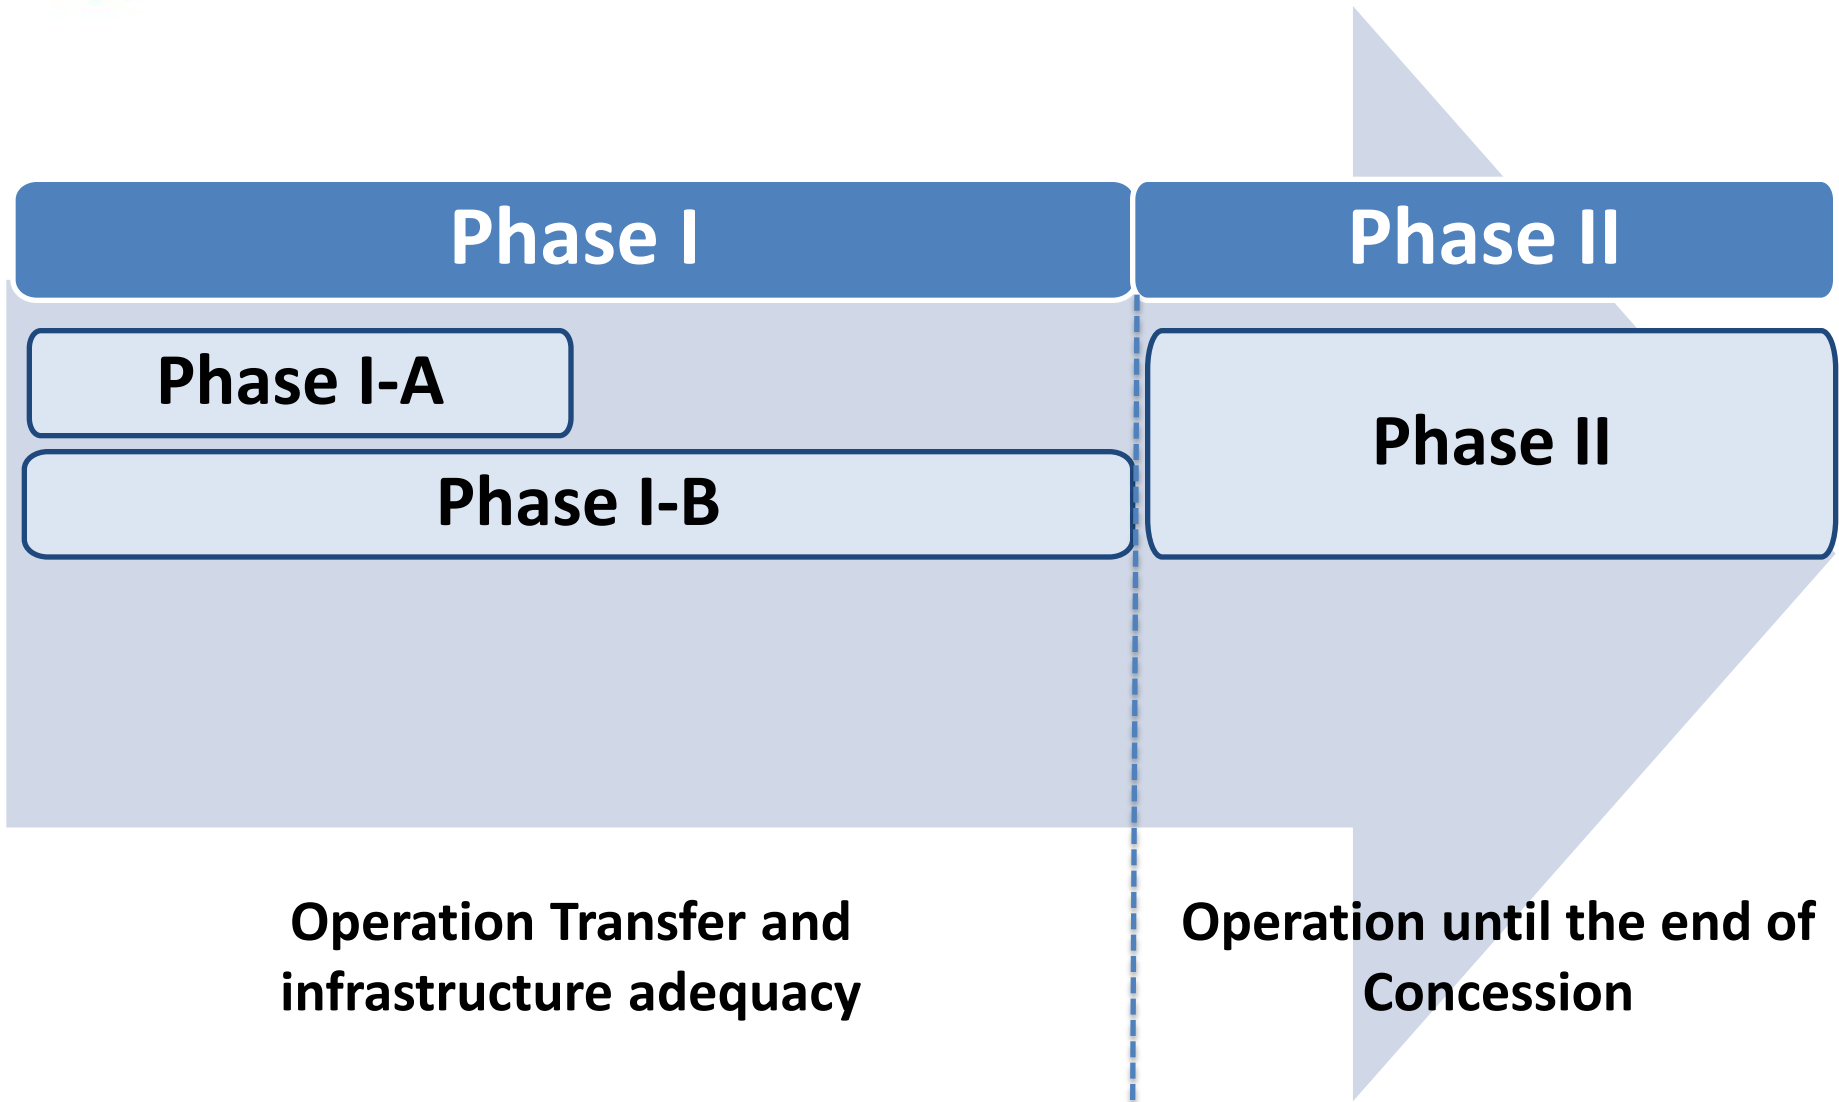 Phase I
Phase II
Phase I-A
Phase I-B
Phase II
Operation Transfer and
infrastructure adequacy
Operation until the end of
Concession